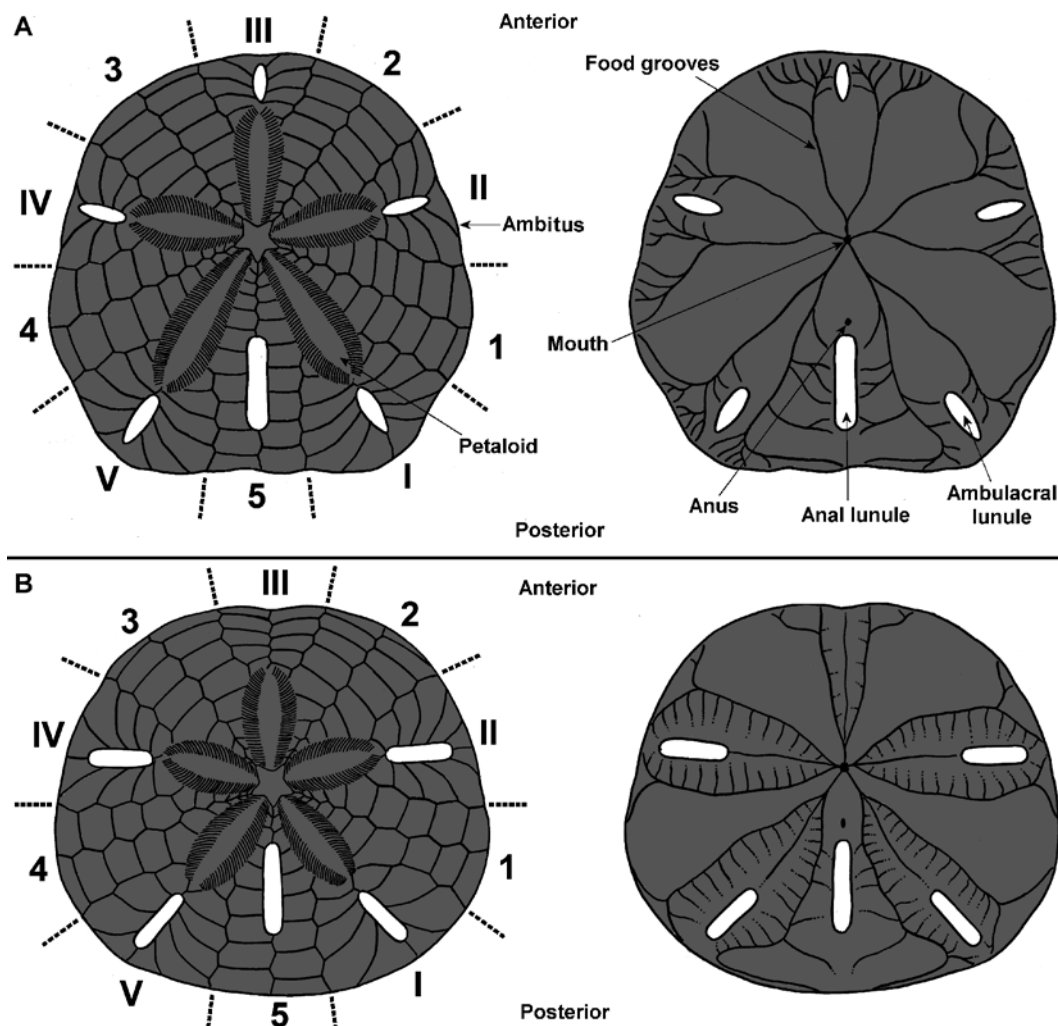 A
Anterior
III
3
2
Food grooves
IV
II
Ambitus
4
1
Mouth
Petaloid
V
I
5
Anus
Anal lunule
Ambulacral
lunule
Posterior
B
Anterior
III
3
2
IV
II
4
1
V
I
5
Posterior